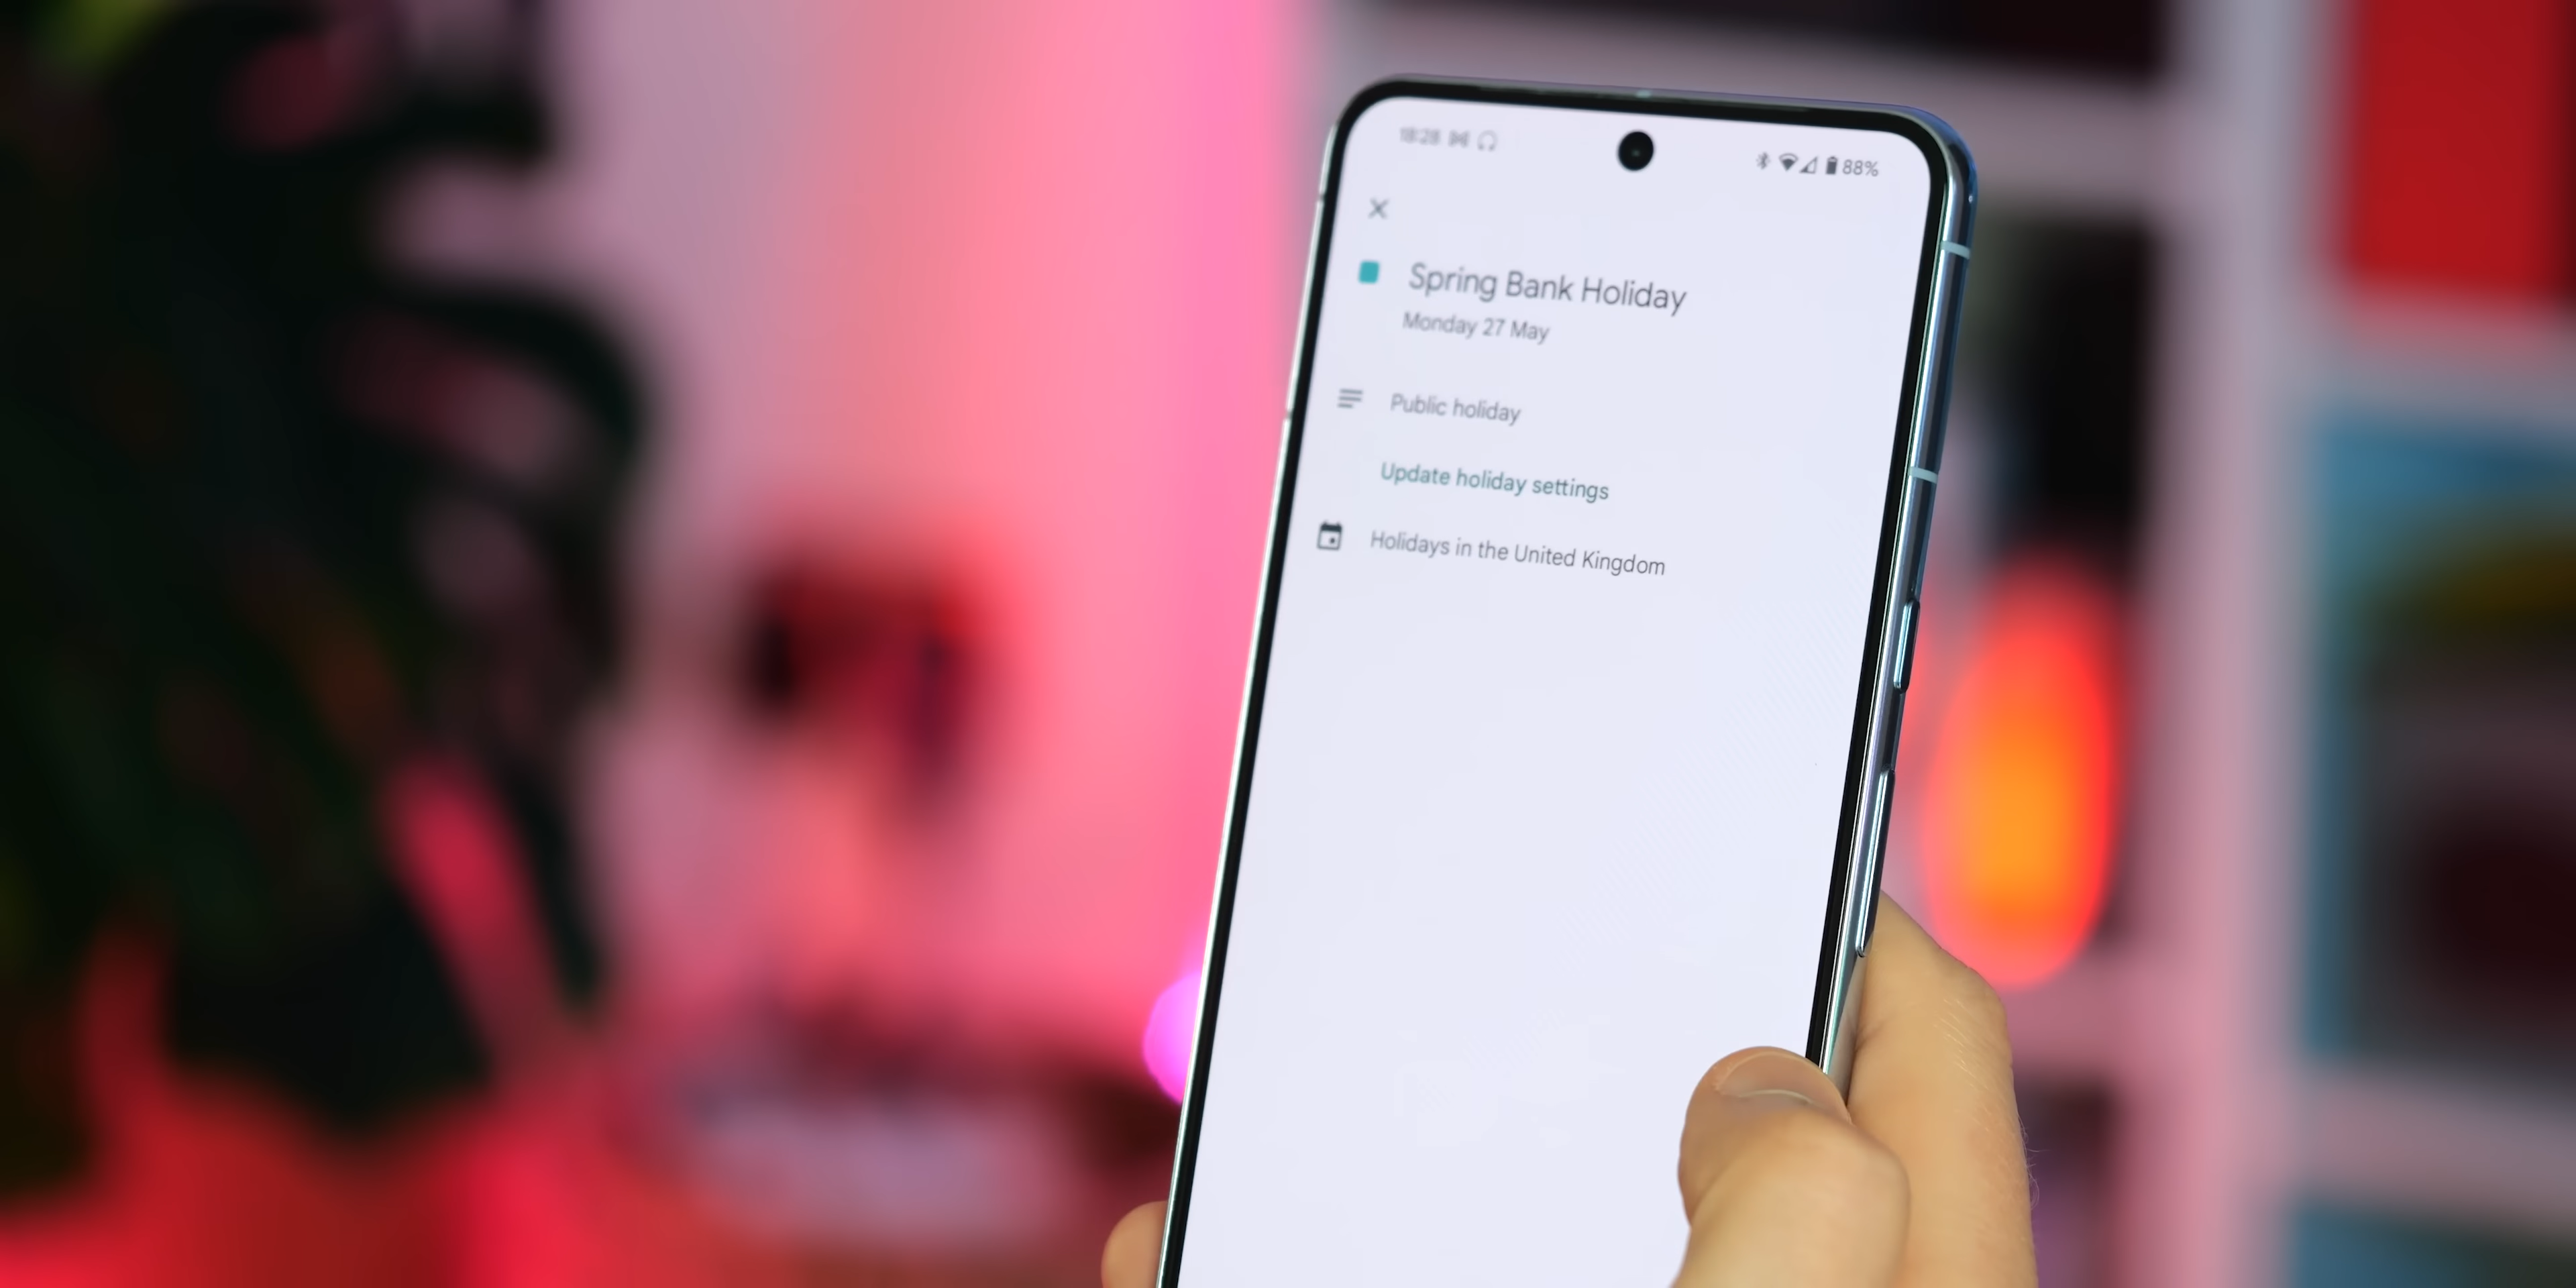 18:28
88%
Spring Bank Holiday
Monday 27 May
Public holiday
Update holiday settings
Holidays in the United Kingdom